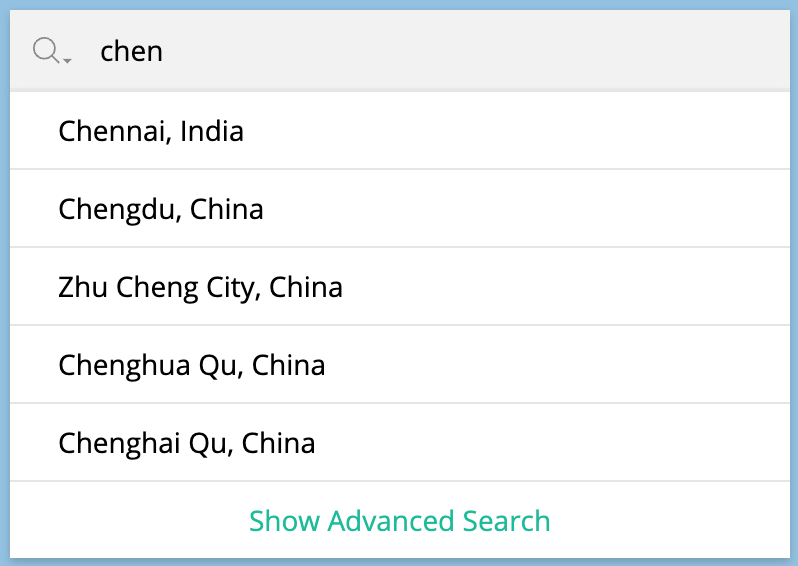 chen
Chennai, India
Chengdu, China
Zhu Cheng City, China
Chenghua Qu, China
Chenghai Qu, China
Show Advanced Search